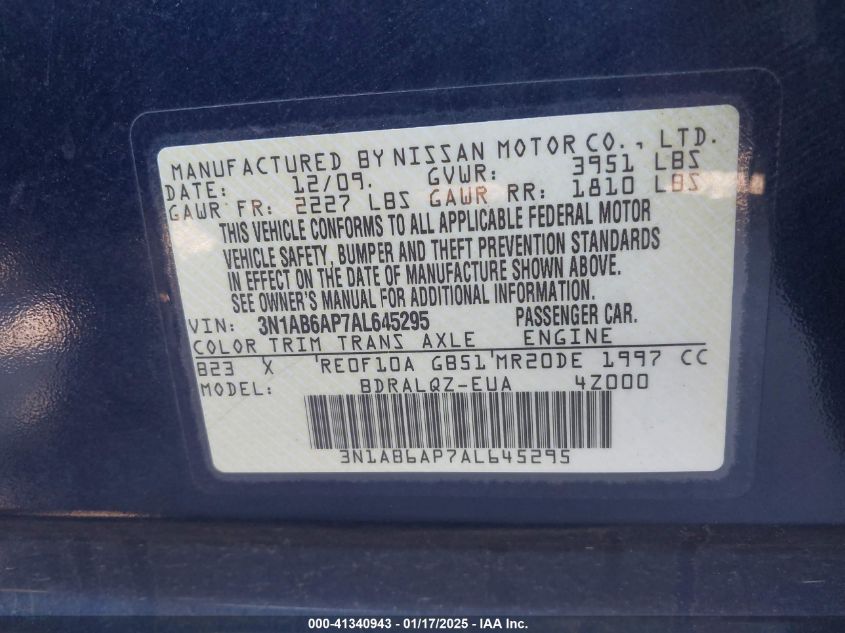 MANUFACTURED BY NISSAN MOTOR CO., LTD.
DATE: 12/09. GVWR: 3951 LBS
GAWR FR: 2227 LBS GAWR RR: 1810 LBS
THIS VEHICLE CONFORMS TO ALL APPLICABLE FEDERAL MOTOR
VEHICLE SAFETY, BUMPER AND THEFT PREVENTION STANDARDS
IN EFFECT ON THE DATE OF MANUFACTURE SHOWN ABOVE.
SEE OWNER'S MANUAL FOR ADDITIONAL INFORMATION.
VIN: 3N1AB6AP7AL645295 PASSENGER CAR.
COLOR TRIM TRANS AXLE ENGINE
B23 X RE0F10A GB51 MR20DE 1997 CC
MODEL: BDRALQZ-EUA 4Z000
3N1AB6AP7AL645295
000-41340943 - 01/17/2025 - IAA Inc.